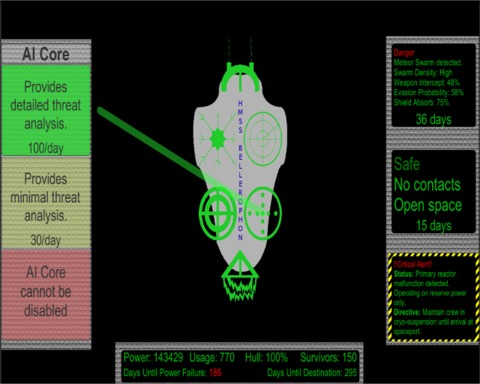 AI Core
Provides
detailed threat
analysis.
100/day
Provides
minimal threat
analysis.
30/day
AI Core
cannot be
disabled
HMSS BELLEROPHON
Danger
Meteor Swarm detected.
Swarm Density: High
Weapon Intercept: 48%
Evasion Probability: 58%
Shield Absorb: 75%
36 days
Safe
No contacts
Open space
15 days
!!Critical Alert!!
Status: Primary reactor
malfunction detected.
Operating on reserve power
only.
Directive: Maintain crew in
cryo-suspension until arrival at
spaceport.
Power: 143429 Usage: 770 Hull: 100% Survivors: 150
Days Until Power Failure: 186 Days Until Destination: 295